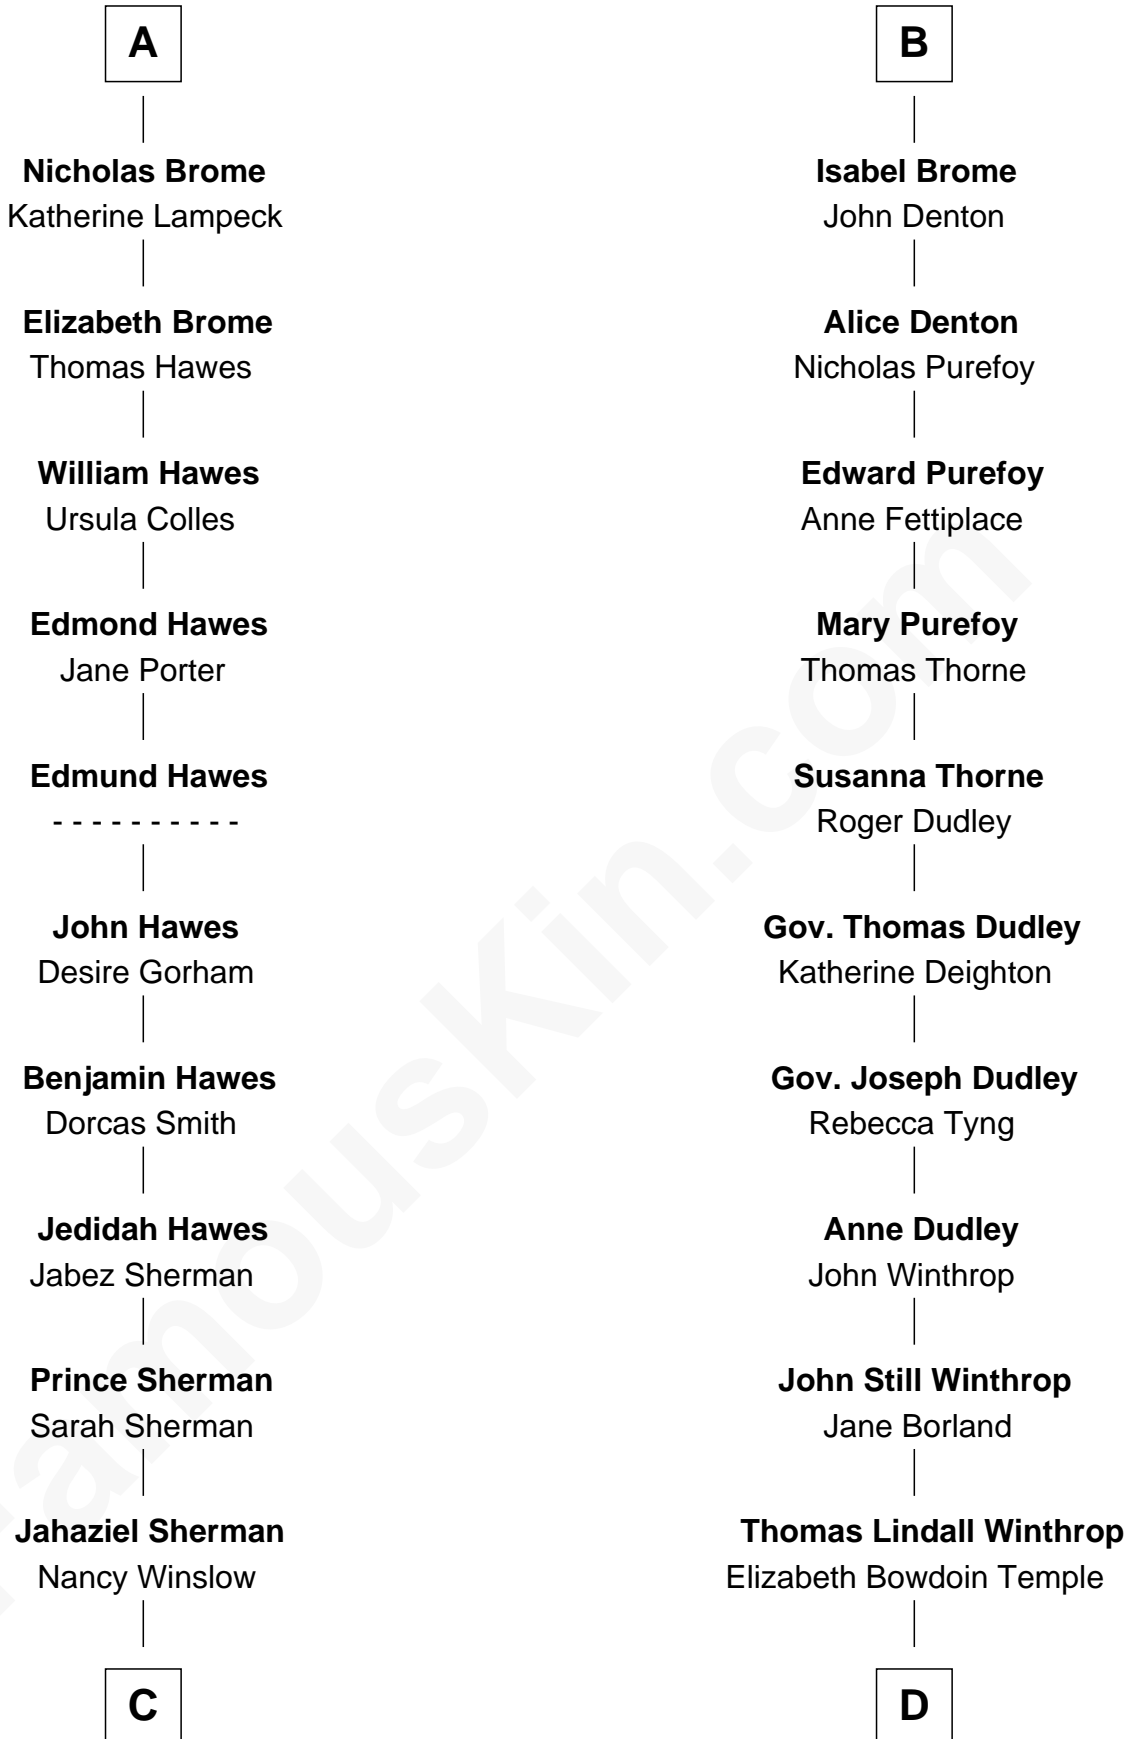 A
Nicholas Brome
Katherine Lampeck
Elizabeth Brome
Thomas Hawes
William Hawes
Ursula Colles
Edmond Hawes
Jane Porter
Edmund Hawes
- - - - - - - - - -
John Hawes
Desire Gorham
Benjamin Hawes
Dorcas Smith
Jedidah Hawes
Jabez Sherman
Prince Sherman
Sarah Sherman
Jahaziel Sherman
Nancy Winslow
C
B
Isabel Brome
John Denton
Alice Denton
Nicholas Purefoy
Edward Purefoy
Anne Fettiplace
Mary Purefoy
Thomas Thorne
Susanna Thorne
Roger Dudley
Gov. Thomas Dudley
Katherine Deighton
Gov. Joseph Dudley
Rebecca Tyng
Anne Dudley
John Winthrop
John Still Winthrop
Jane Borland
Thomas Lindall Winthrop
Elizabeth Bowdoin Temple
D
FamousKin.com